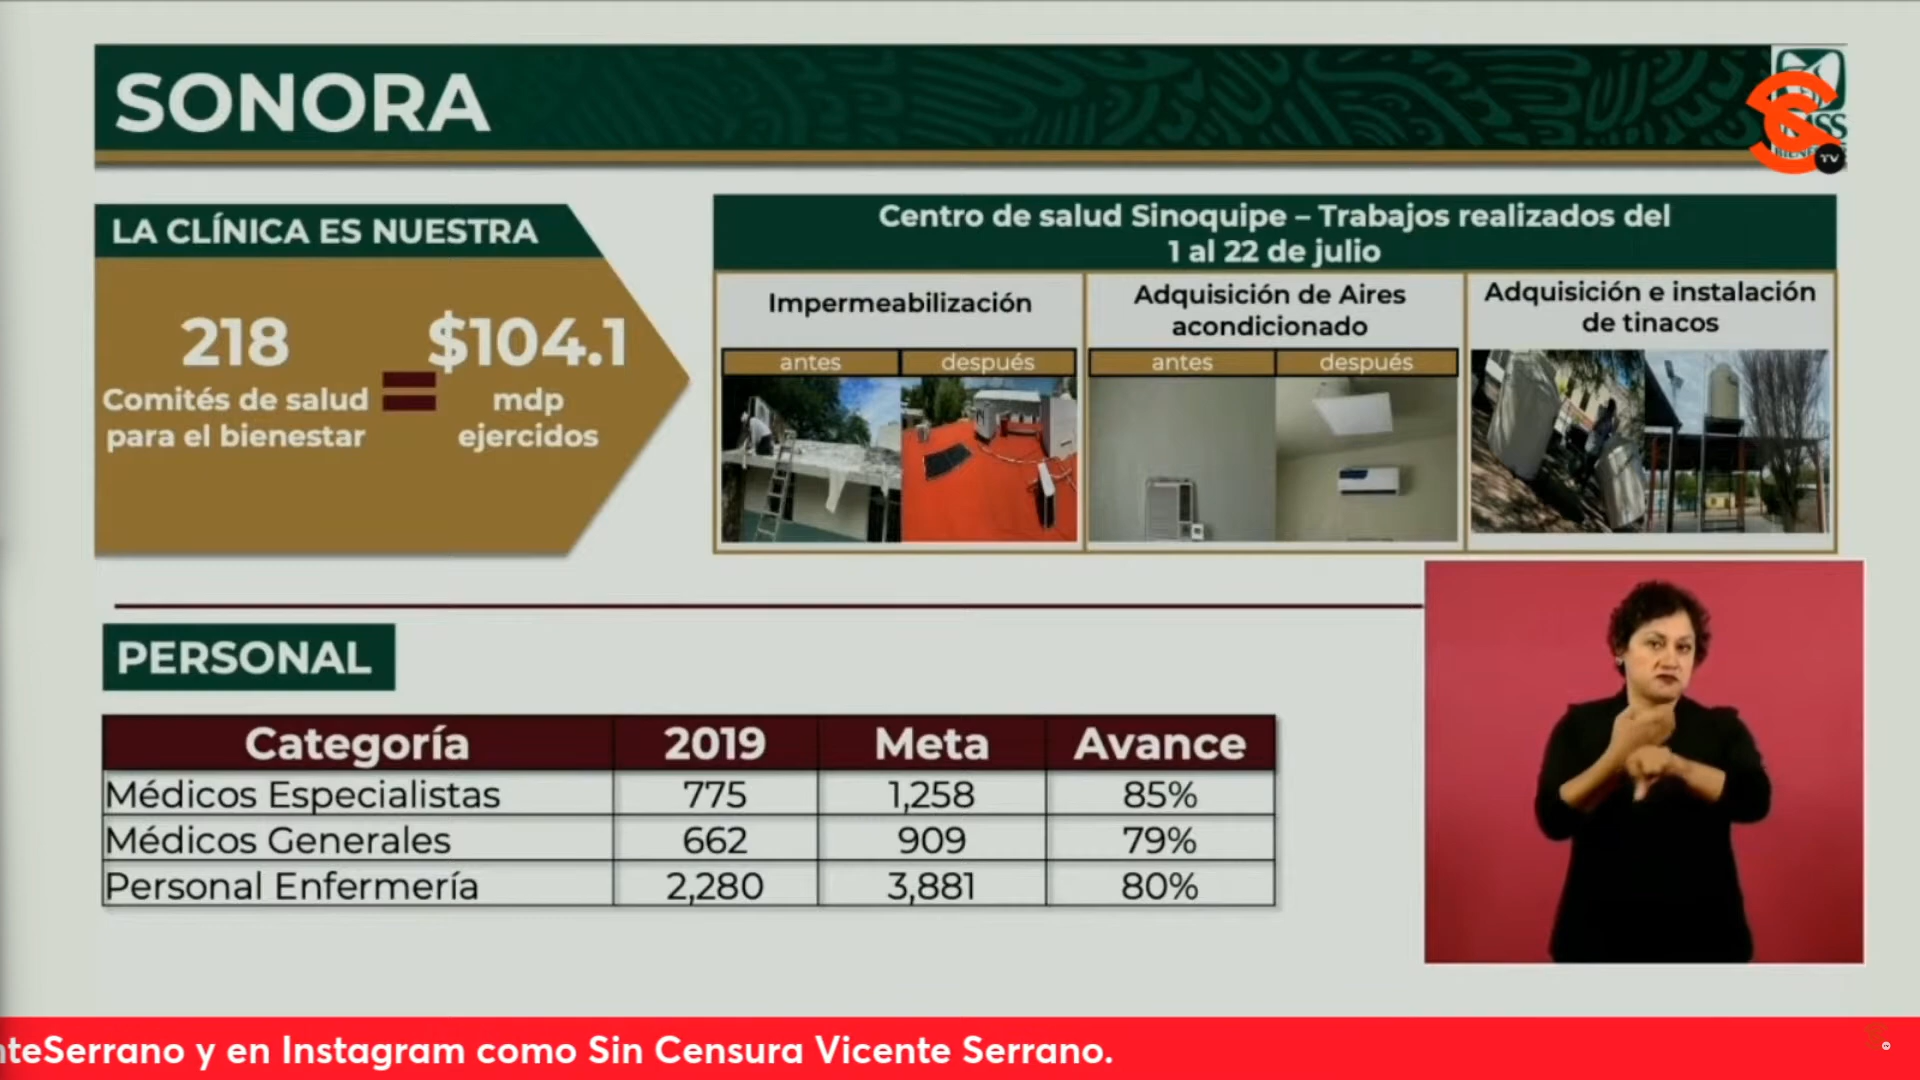 SONORA
TV
LA CLÍNICA ES NUESTRA
218
Comités de salud
para el bienestar
=
$104.1
mdp
ejercidos
Centro de salud Sinoquipe – Trabajos realizados del
1 al 22 de julio
Impermeabilización
antes
después
Adquisición de Aires
acondicionado
antes
después
Adquisición e instalación
de tinacos
PERSONAL
Categoría 2019 Meta Avance
Médicos Especialistas 775 1,258 85%
Médicos Generales 662 909 79%
Personal Enfermería 2,280 3,881 80%
nteSerrano y en Instagram como Sin Censura Vicente Serrano.